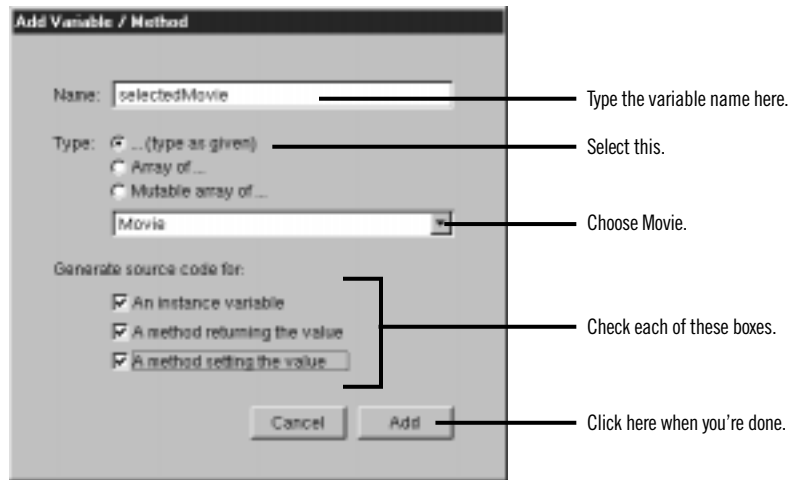 Add Variable / Method
Name: selectedMovie
Type the variable name here.
Type: ... (type as given)
Select this.
Array of ...
Mutable array of ...
Movie
Choose Movie.
Generate source code for:
An instance variable
A method returning the value
Check each of these boxes.
A method setting the value
Cancel Add
Click here when you're done.